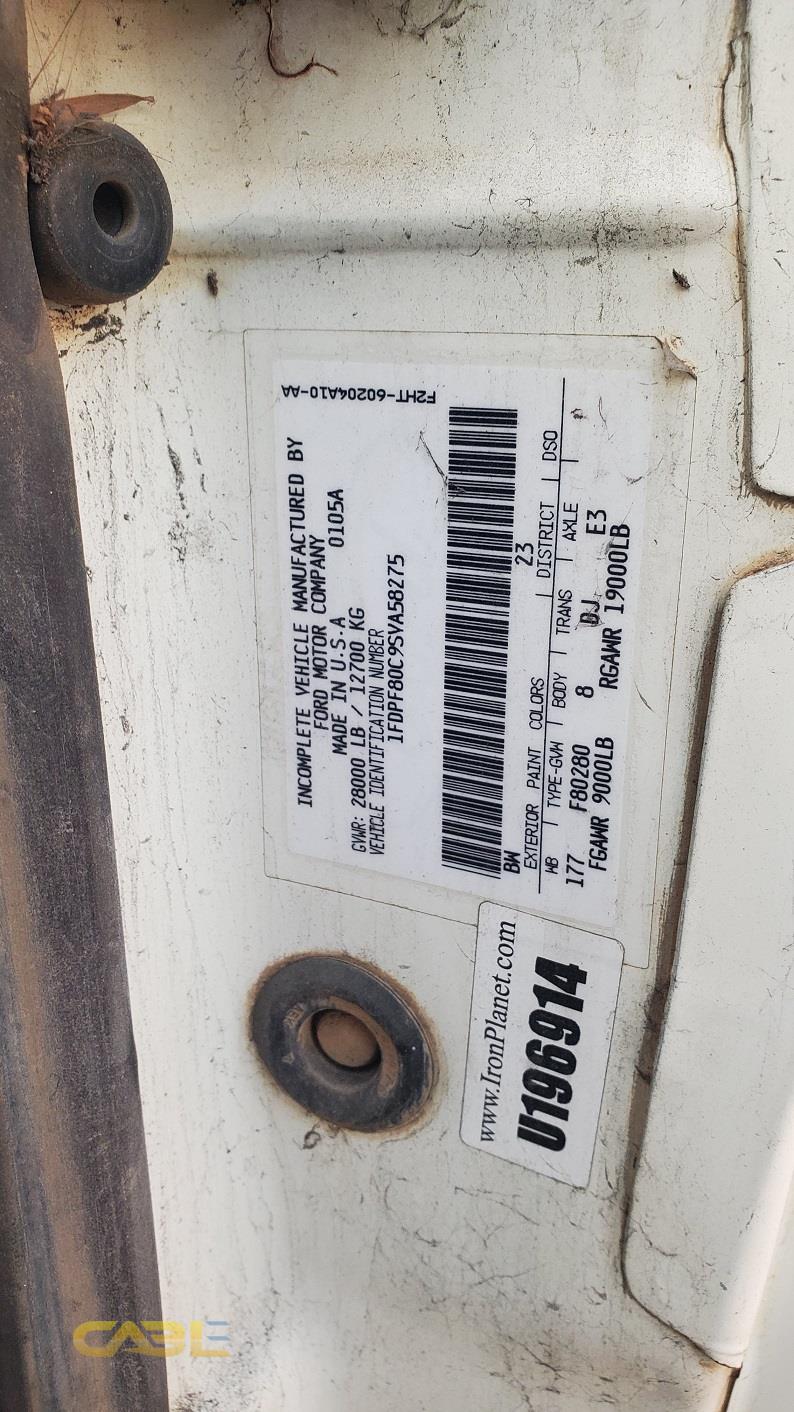 F2HT-60204A10-AA
INCOMPLETE VEHICLE MANUFACTURED BY
FORD MOTOR COMPANY
MADE IN U.S.A 0105A
GVWR: 28000 LB / 12700 KG
VEHICLE IDENTIFICATION NUMBER
1FDPF80C9SVA58275
BW 23
EXTERIOR PAINT COLORS DISTRICT DSO
WB TYPE-GVW BODY TRANS AXLE
177 F80280 8 DJ E3
FGAWR 9000LB RGAWR 19000LB
www.IronPlanet.com
U196914
CABLE